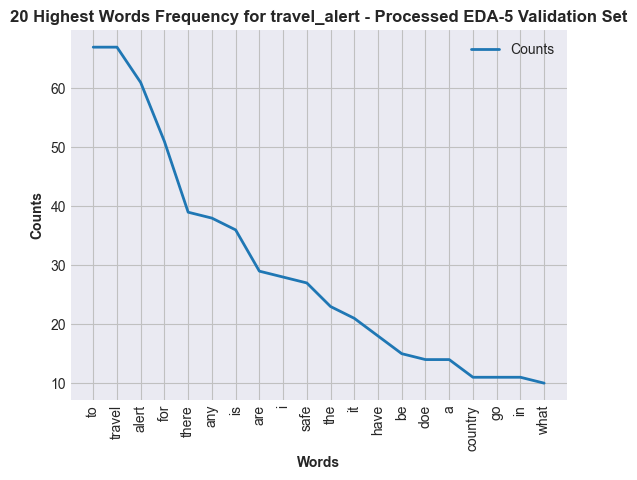 20 Highest Words Frequency for travel_alert - Processed EDA-5 Validation Set
Counts
Counts
60
50
40
30
20
10
to
travel
alert
for
there
any
is
are
i
safe
the
it
have
be
doe
a
country
go
in
what
Words